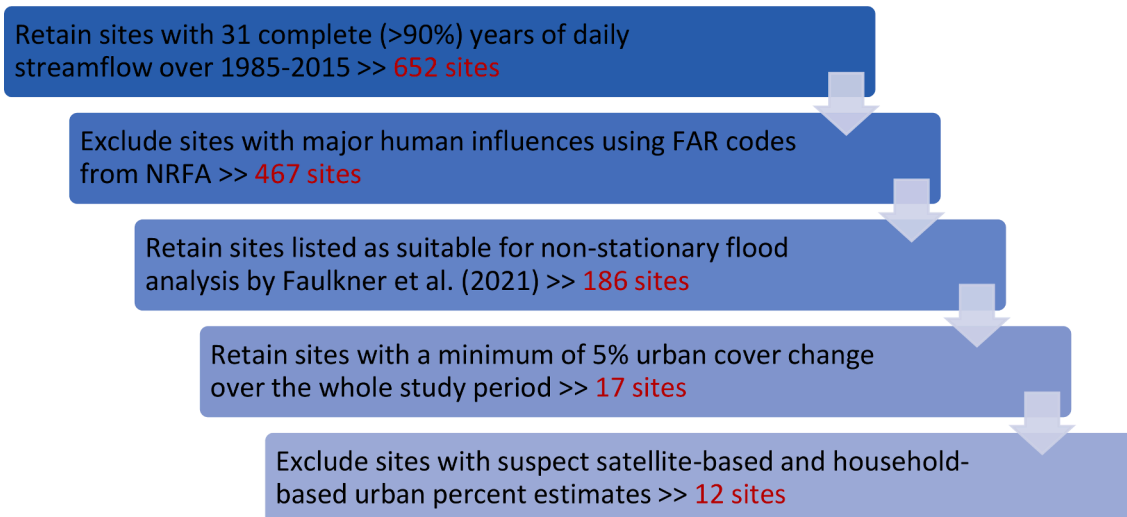 Retain sites with 31 complete (>90%) years of daily
streamflow over 1985-2015 >> 652 sites
Exclude sites with major human influences using FAR codes
from NRFA >> 467 sites
Retain sites listed as suitable for non-stationary flood
analysis by Faulkner et al. (2021) >> 186 sites
Retain sites with a minimum of 5% urban cover change
over the whole study period >> 17 sites
Exclude sites with suspect satellite-based and household-
based urban percent estimates >> 12 sites